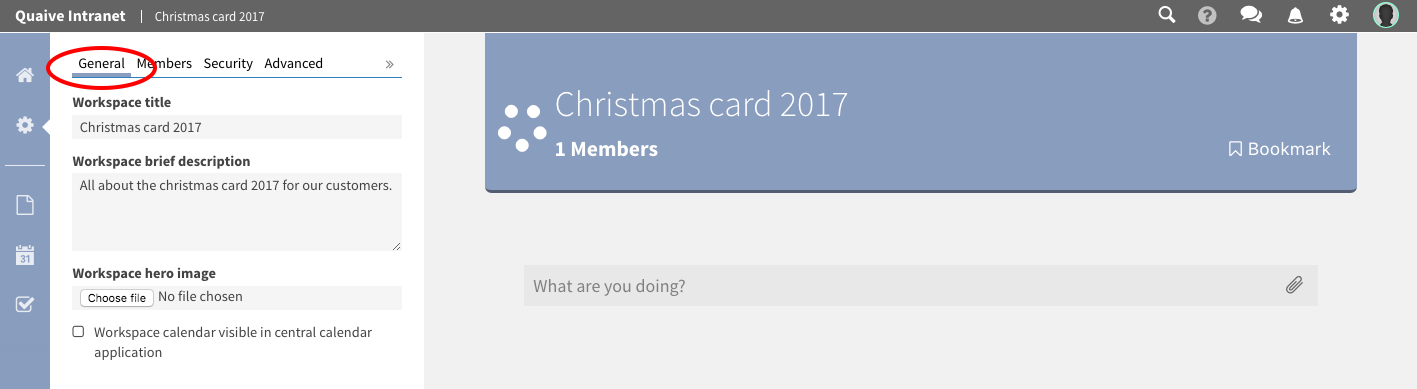 Quaive Intranet | Christmas card 2017
General Members Security Advanced »
Workspace title
Christmas card 2017
Workspace brief description
All about the christmas card 2017 for our customers.
Workspace hero image
Choose file No file chosen
Workspace calendar visible in central calendar
application
31
Christmas card 2017
1 Members
Bookmark
What are you doing?